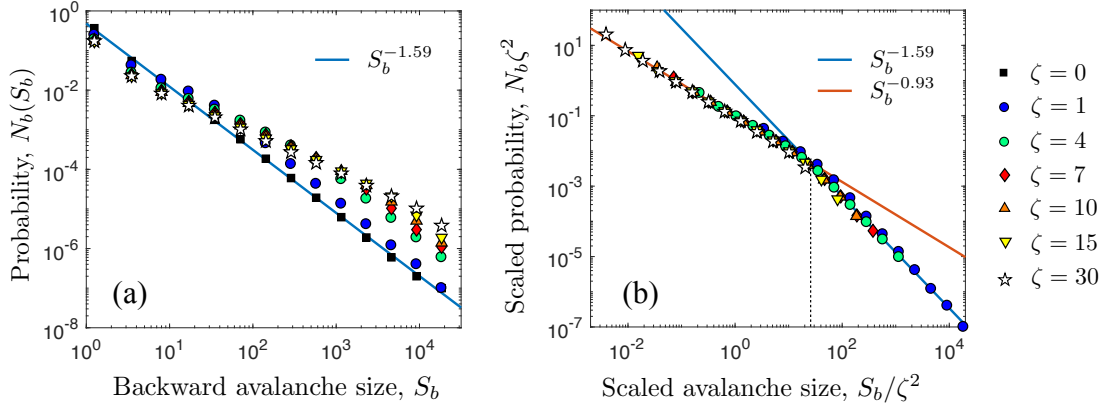 10^0
10^-2
10^-4
10^-6
10^-8
10^0 10^1 10^2 10^3 10^4
Probability, N_b(S_b)
Backward avalanche size, S_b
S_b^-1.59
(a)
10^1
10^-1
10^-3
10^-5
10^-7
10^-2 10^0 10^2 10^4
Scaled probability, N_bζ^2
Scaled avalanche size, S_b/ζ^2
S_b^-1.59
S_b^-0.93
(b)
ζ = 0
ζ = 1
ζ = 4
ζ = 7
ζ = 10
ζ = 15
ζ = 30